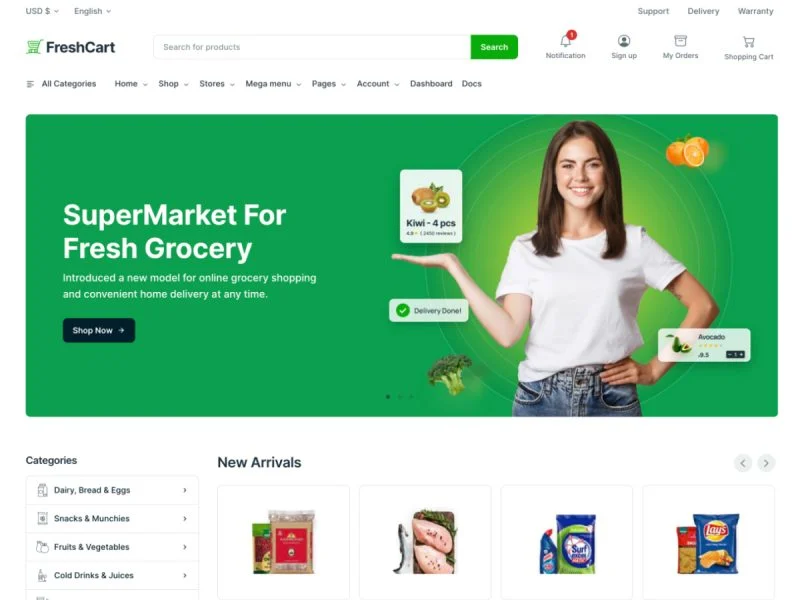 USD $ English Support Delivery Warranty
FreshCart
Search for products
Search
1
Notification
Sign up
My Orders
Shopping Cart
All Categories Home Shop Stores Mega menu Pages Account Dashboard Docs
SuperMarket For
Fresh Grocery
Introduced a new model for online grocery shopping
and convenient home delivery at any time.
Shop Now →
Kiwi - 4 pcs
4.9 ( 2450 reviews )
Delivery Done!
Avocado
.9.5
- 1 +
Categories
Dairy, Bread & Eggs
Snacks & Munchies
Fruits & Vegetables
Cold Drinks & Juices
New Arrivals
Surf
excel
Lay's